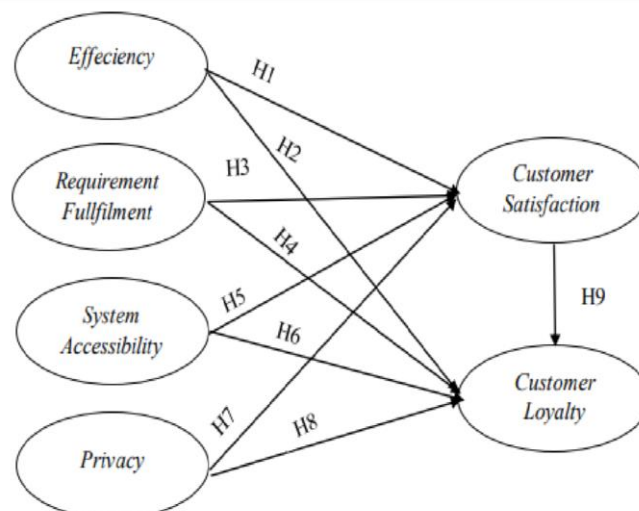 Effeciency
H1
H2
Requirement
Fullfilment
H3
H4
Customer
Satisfaction
H9
System
Accessibility
H5
H6
Customer
Loyalty
Privacy
H7
H8